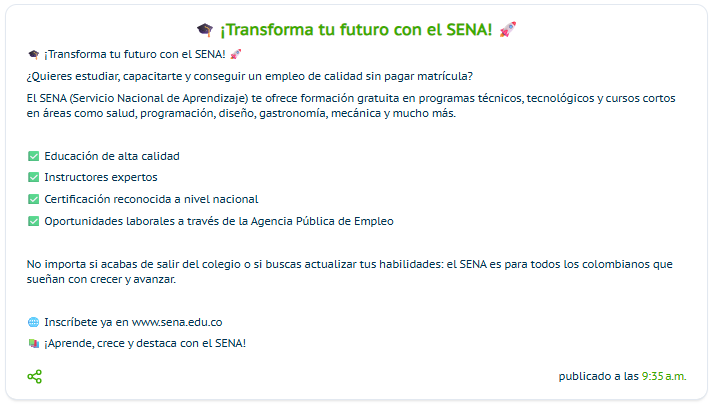 🎓 ¡Transforma tu futuro con el SENA! 🚀
🎓 ¡Transforma tu futuro con el SENA! 🚀
¿Quieres estudiar, capacitarte y conseguir un empleo de calidad sin pagar matrícula?
El SENA (Servicio Nacional de Aprendizaje) te ofrece formación gratuita en programas técnicos, tecnológicos y cursos cortos
en áreas como salud, programación, diseño, gastronomía, mecánica y mucho más.
✅ Educación de alta calidad
✅ Instructores expertos
✅ Certificación reconocida a nivel nacional
✅ Oportunidades laborales a través de la Agencia Pública de Empleo
No importa si acabas de salir del colegio o si buscas actualizar tus habilidades: el SENA es para todos los colombianos que
sueñan con crecer y avanzar.
🌐 Inscríbete ya en www.sena.edu.co
📚 ¡Aprende, crece y destaca con el SENA!
publicado a las 9:35 a.m.